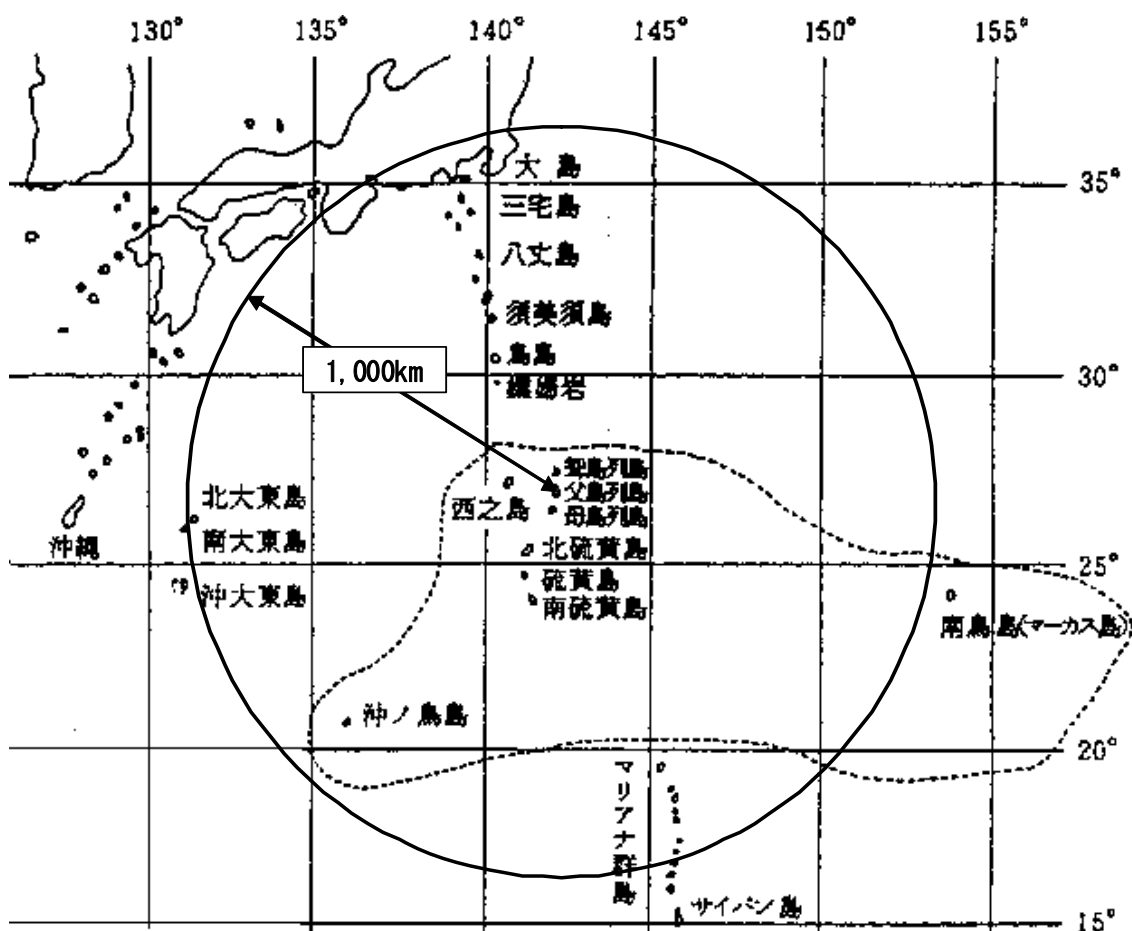 130°
135°
140°
145°
150°
155°
大島
35°
三宅島
八丈島
須美須島
鳥島
1,000km
30°
孀婦岩
聟島列島
父島列島
母島列島
西之島
北大東島
沖縄
南大東島
北硫黄島
25°
硫黄島
沖大東島
南硫黄島
南鳥島(マーカス島)
沖ノ鳥島
20°
マリアナ群島
サイパン島
15°